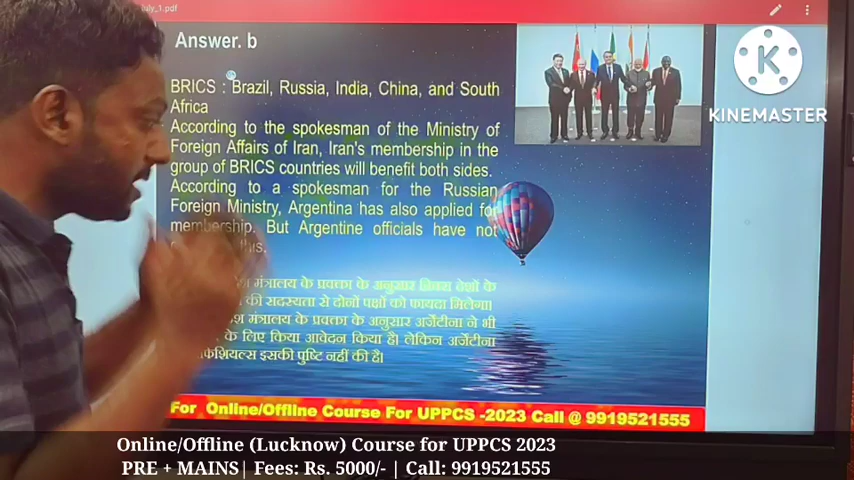 July_1.pdf
Answer. b
BRICS : Brazil, Russia, India, China, and South
Africa
According to the spokesman of the Ministry of
Foreign Affairs of Iran, Iran's membership in the
group of BRICS countries will benefit both sides.
According to a spokesman for the Russian
Foreign Ministry, Argentina has also applied for
membership. But Argentine officials have not
this.
मंत्रालय के प्रवक्ता के अनुसार ब्रिक्स देशों के
की सदस्यता से दोनों पक्षों को फायदा मिलेगा।
मंत्रालय के प्रवक्ता के अनुसार अर्जेंटीना ने भी
के लिए किया आवेदन किया है। लेकिन अर्जेंटीना
इसकी पुष्टि नहीं की है।
For Online/Offline Course For UPPCS -2023 Call @ 9919521555
K
KINEMASTER
Online/Offline (Lucknow) Course for UPPCS 2023
PRE + MAINS| Fees: Rs. 5000/- | Call: 9919521555